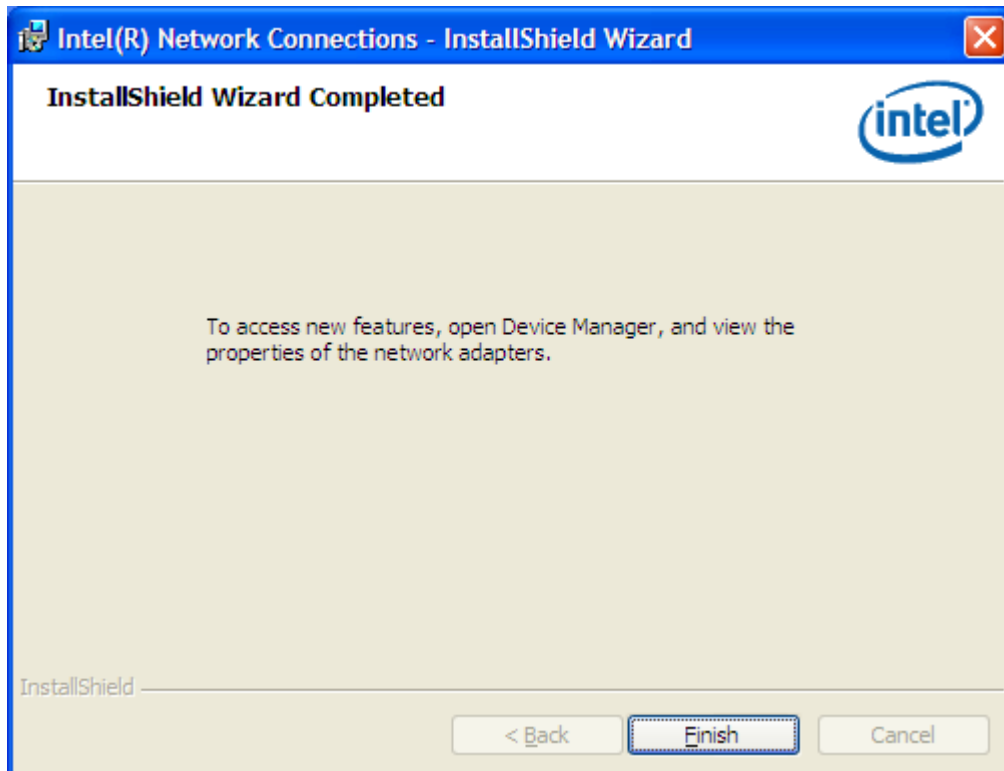 Intel(R) Network Connections - InstallShield Wizard
InstallShield Wizard Completed
intel
To access new features, open Device Manager, and view the
properties of the network adapters.
InstallShield
< Back
Finish
Cancel